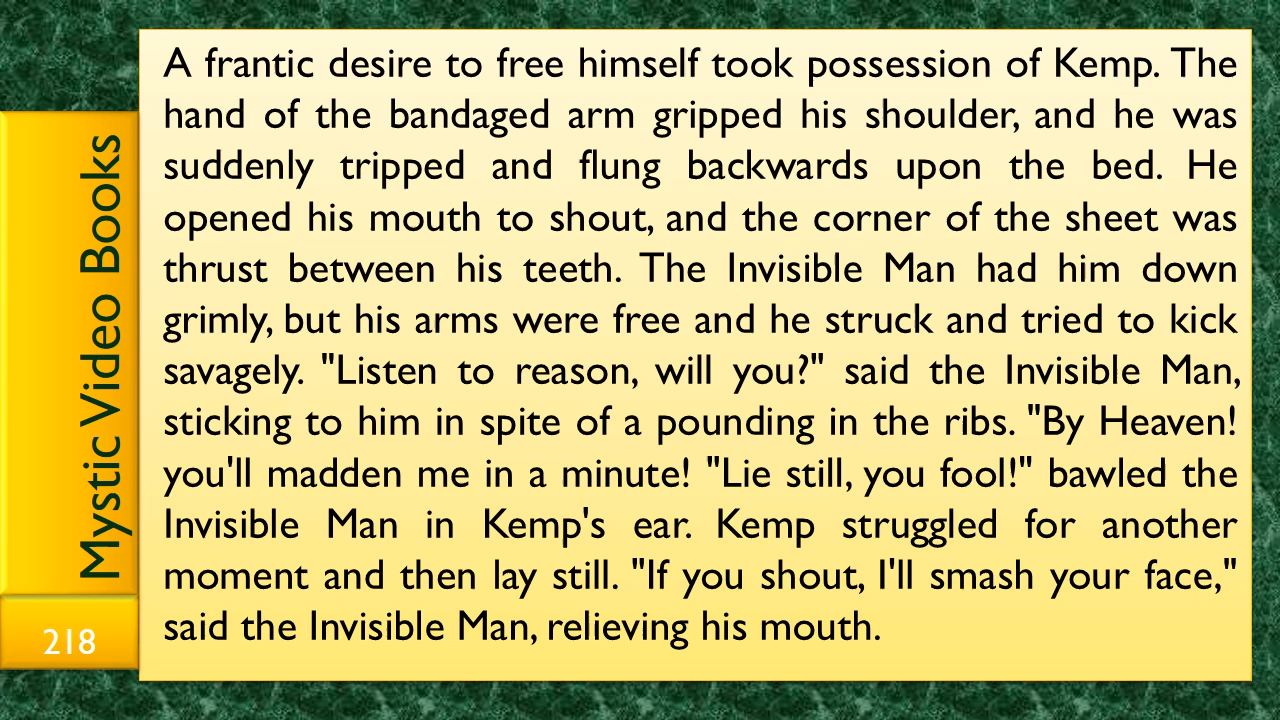 A frantic desire to free himself took possession of Kemp. The
hand of the bandaged arm gripped his shoulder, and he was
suddenly tripped and flung backwards upon the bed. He
opened his mouth to shout, and the corner of the sheet was
thrust between his teeth. The Invisible Man had him down
grimly, but his arms were free and he struck and tried to kick
savagely. "Listen to reason, will you?" said the Invisible Man,
sticking to him in spite of a pounding in the ribs. "By Heaven!
you'll madden me in a minute! "Lie still, you fool!" bawled the
Invisible Man in Kemp's ear. Kemp struggled for another
moment and then lay still. "If you shout, I'll smash your face,"
said the Invisible Man, relieving his mouth.
Mystic Video Books
218